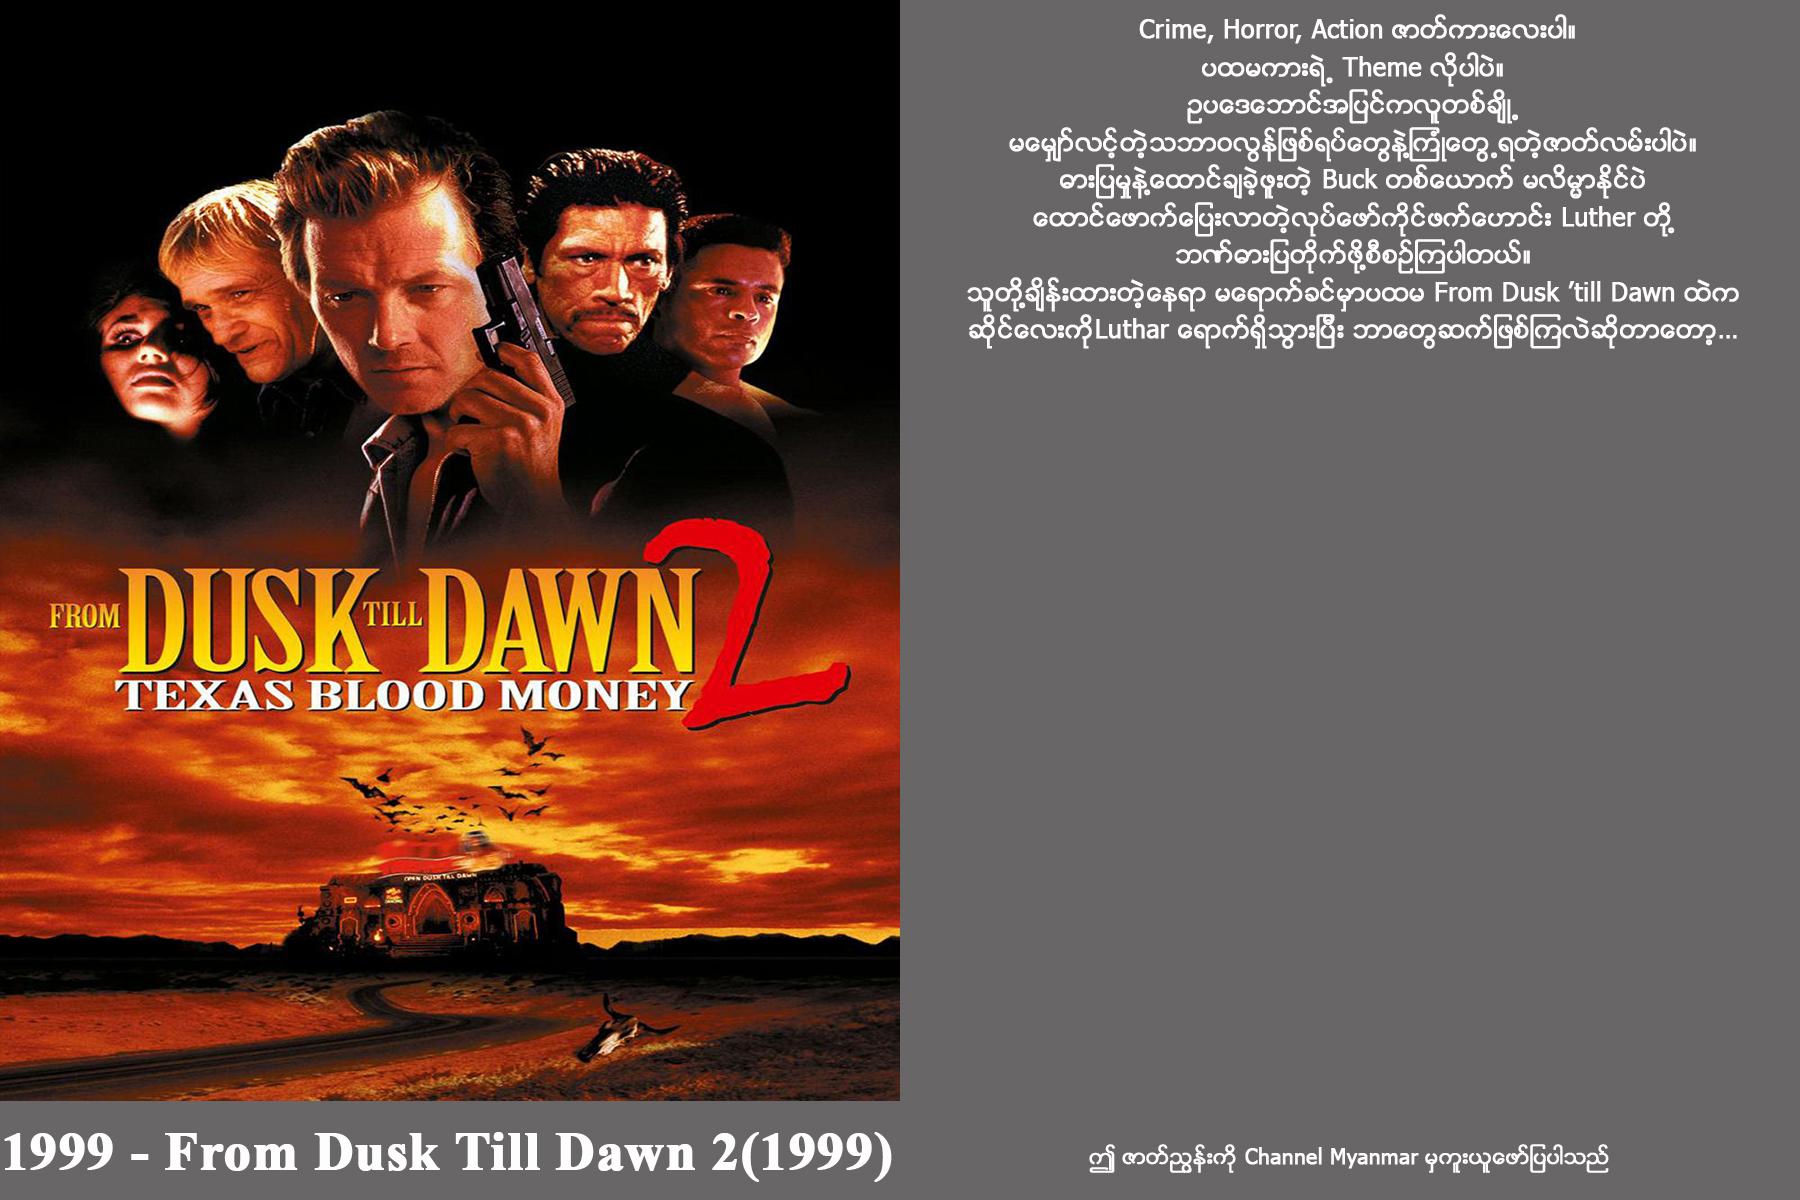 FROM DUSK TILL DAWN 2
TEXAS BLOOD MONEY
OPEN DUSK TILL DAWN
1999 - From Dusk Till Dawn 2(1999)
Crime, Horror, Action ဇာတ်ကားလေးပါ။
ပထမကားရဲ့ Theme လိုပါပဲ။
ဥပဒေဘောင်အပြင်ကလူတစ်ချို့
မမျှော်လင့်တဲ့သဘာဝလွန်ဖြစ်ရပ်တွေနဲ့ကြုံတွေ့ရတဲ့ဇာတ်လမ်းပါပဲ။
ဓားပြမှုနဲ့ထောင်ချခဲ့ဖူးတဲ့ Buck တစ်ယောက် မလိမ္မာနိုင်ပဲ
ထောင်ဖောက်ပြေးလာတဲ့လုပ်ဖော်ကိုင်ဖက်ဟောင်း Luther တို့
ဘဏ်ဓားပြတိုက်ဖို့စီစဉ်ကြပါတယ်။
သူတို့ချိန်းထားတဲ့နေရာ မရောက်ခင်မှာပထမ From Dusk ’till Dawn ထဲက
ဆိုင်လေးကိုLuthar ရောက်ရှိသွားပြီး ဘာတွေဆက်ဖြစ်ကြလဲဆိုတာတော့...
ဤ ဇာတ်ညွှန်းကို Channel Myanmar မှကူးယူဖော်ပြပါသည်